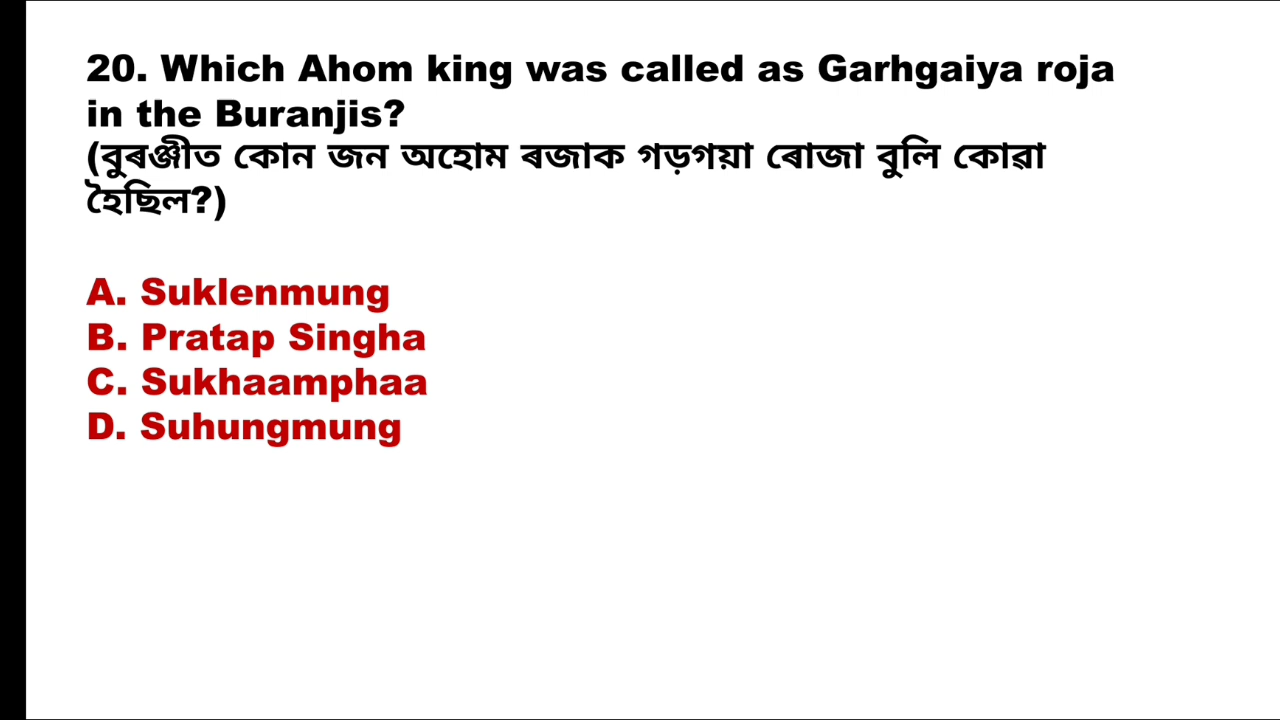 20. Which Ahom king was called as Garhgaiya roja
in the Buranjis?
(বুৰঞ্জীত কোন জন অহোম ৰজাক গড়গয়া ৰোজা বুলি কোৱা
হৈছিল?)
A. Suklenmung
B. Pratap Singha
C. Sukhaamphaa
D. Suhungmung